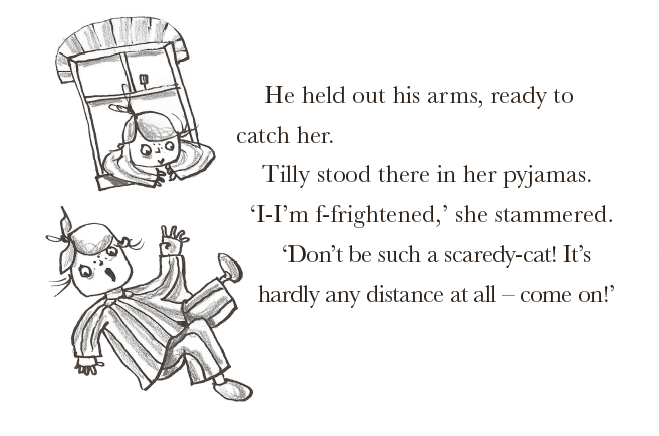 He held out his arms, ready to
catch her.
Tilly stood there in her pyjamas.
‘I-I’m f-frightened,’ she stammered.
‘Don’t be such a scaredy-cat! It’s
hardly any distance at all – come on!’